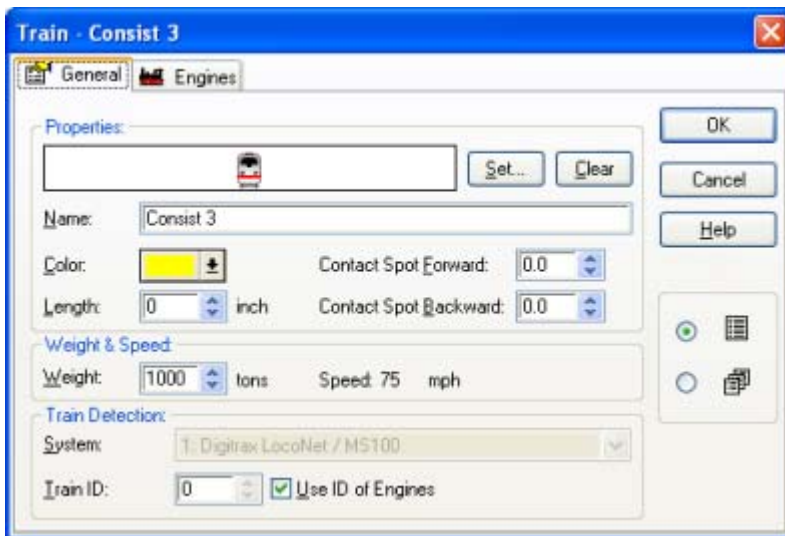 Train - Consist 3
General Engines
Properties:
Set... Clear
Name: Consist 3
Color: Contact Spot Forward: 0.0
Length: 0 inch Contact Spot Backward: 0.0
Weight & Speed:
Weight: 1000 tons Speed: 75 mph
Train Detection:
System: 1: Digitrax LocoNet / MS100
Train ID: 0 Use ID of Engines
OK
Cancel
Help